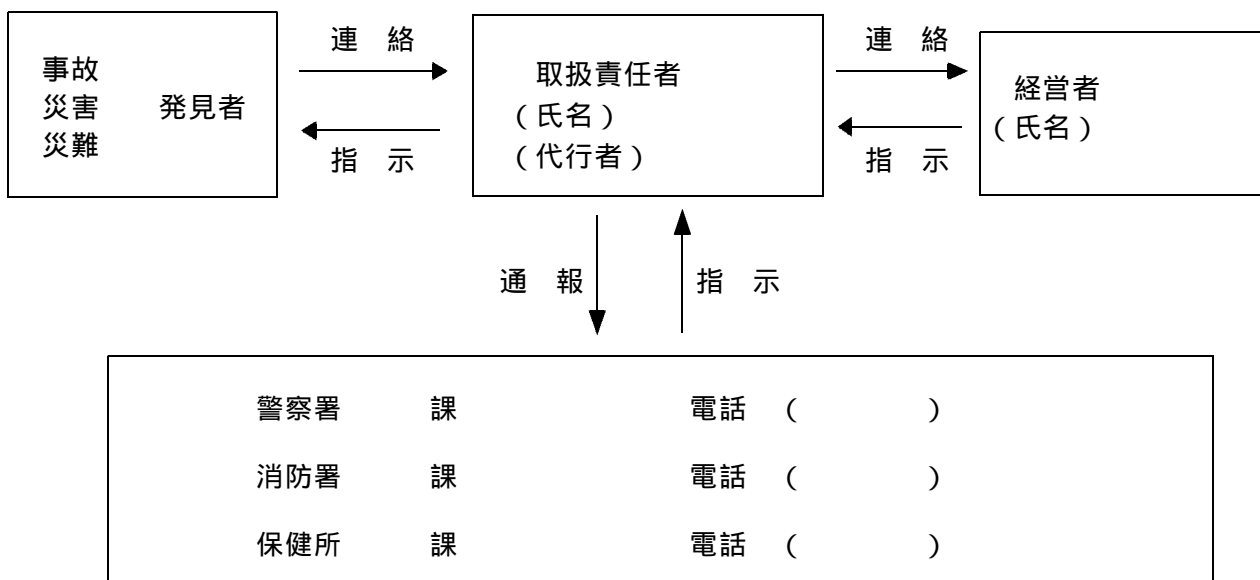 事故
災害　　発見者
災難
連　絡
指　示
取扱責任者
（氏名）
（代行者）
連　絡
指　示
経営者
（氏名）
通　報
指　示
警察署　　　課　　　　　　　　電話　（　　　　）
消防署　　　課　　　　　　　　電話　（　　　　）
保健所　　　課　　　　　　　　電話　（　　　　）